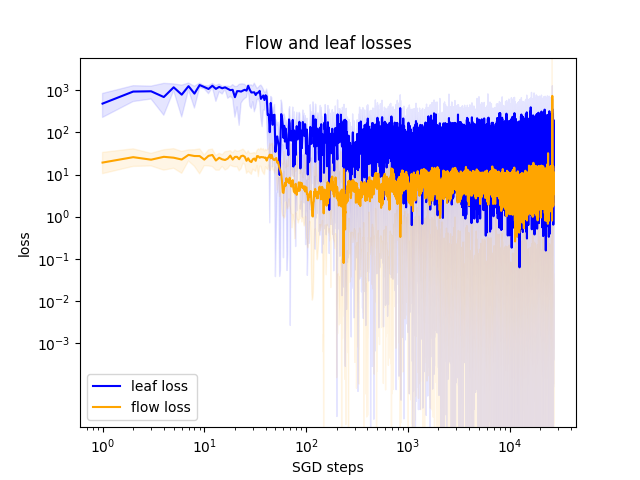 Flow and leaf losses
loss
10³
10²
10¹
10⁰
10⁻¹
10⁻²
10⁻³
leaf loss
flow loss
10⁰ 10¹ 10² 10³ 10⁴
SGD steps